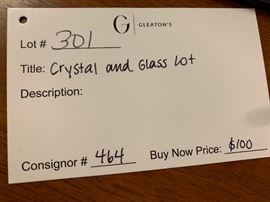 G GLEATON'S
Lot # 301
Title: Crystal and Glass Lot
Description:
Consignor # 464 Buy Now Price: $100